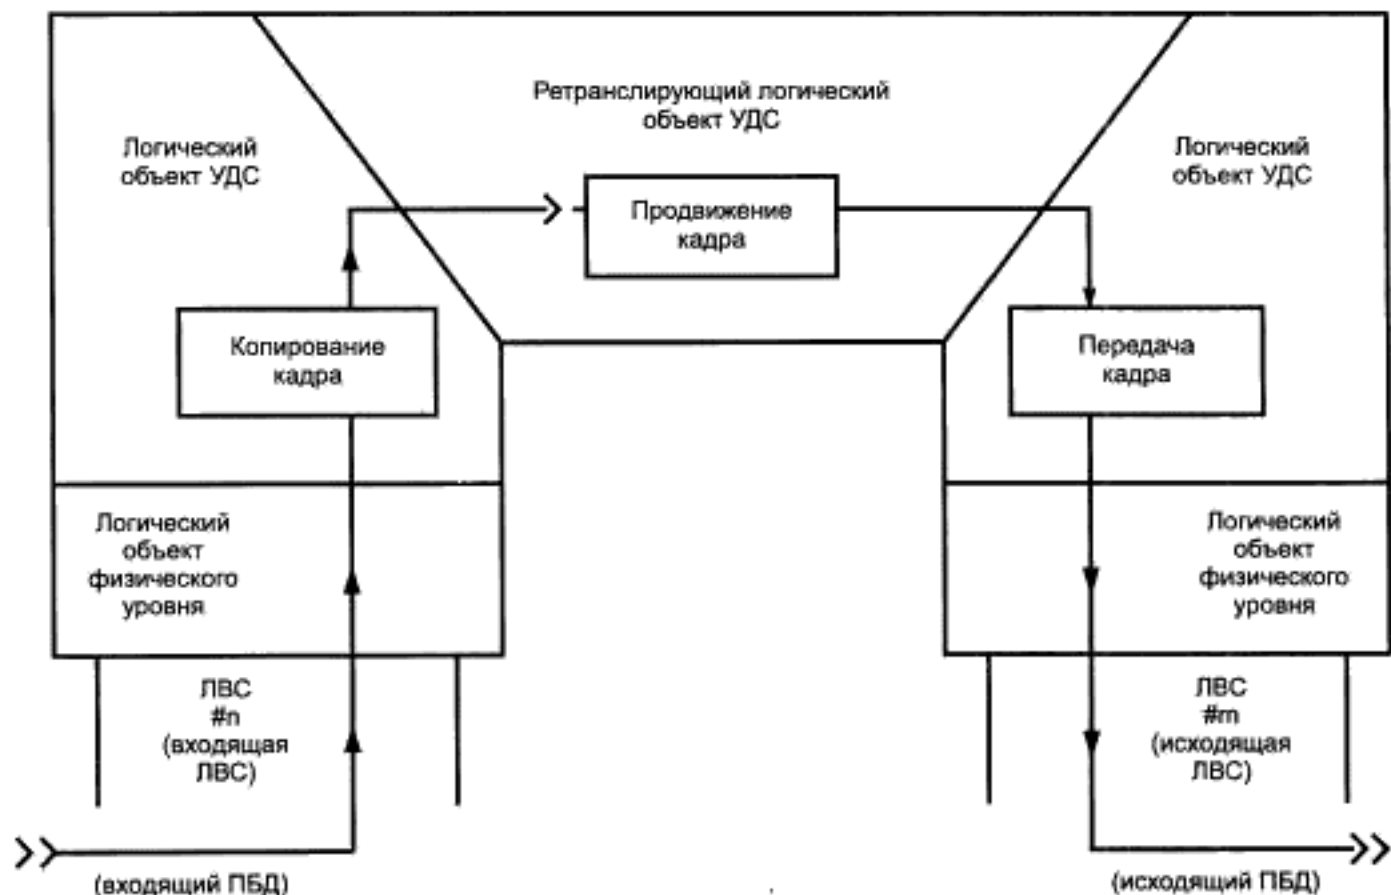 Ретранслирующий логический
объект УДС
Логический
объект УДС
Логический
объект УДС
Продвижение
кадра
Копирование
кадра
Передача
кадра
Логический
объект
физического
уровня
Логический
объект
физического
уровня
ЛВС
#n
(входящая
ЛВС)
ЛВС
#m
(исходящая
ЛВС)
(входящий ПБД)
(исходящий ПБД)